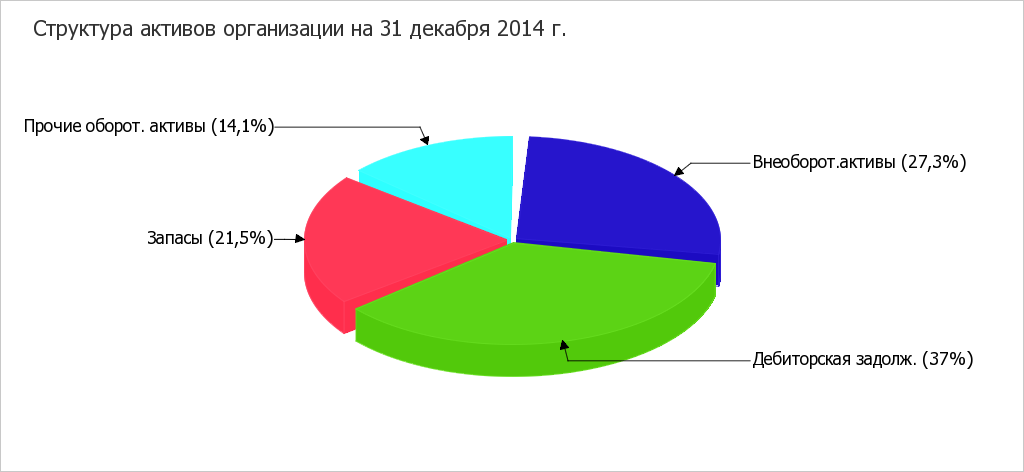 Структура активов организации на 31 декабря 2014 г.
Прочие оборот. активы (14,1%)
Внеоборот.активы (27,3%)
Запасы (21,5%)
Дебиторская задолж. (37%)